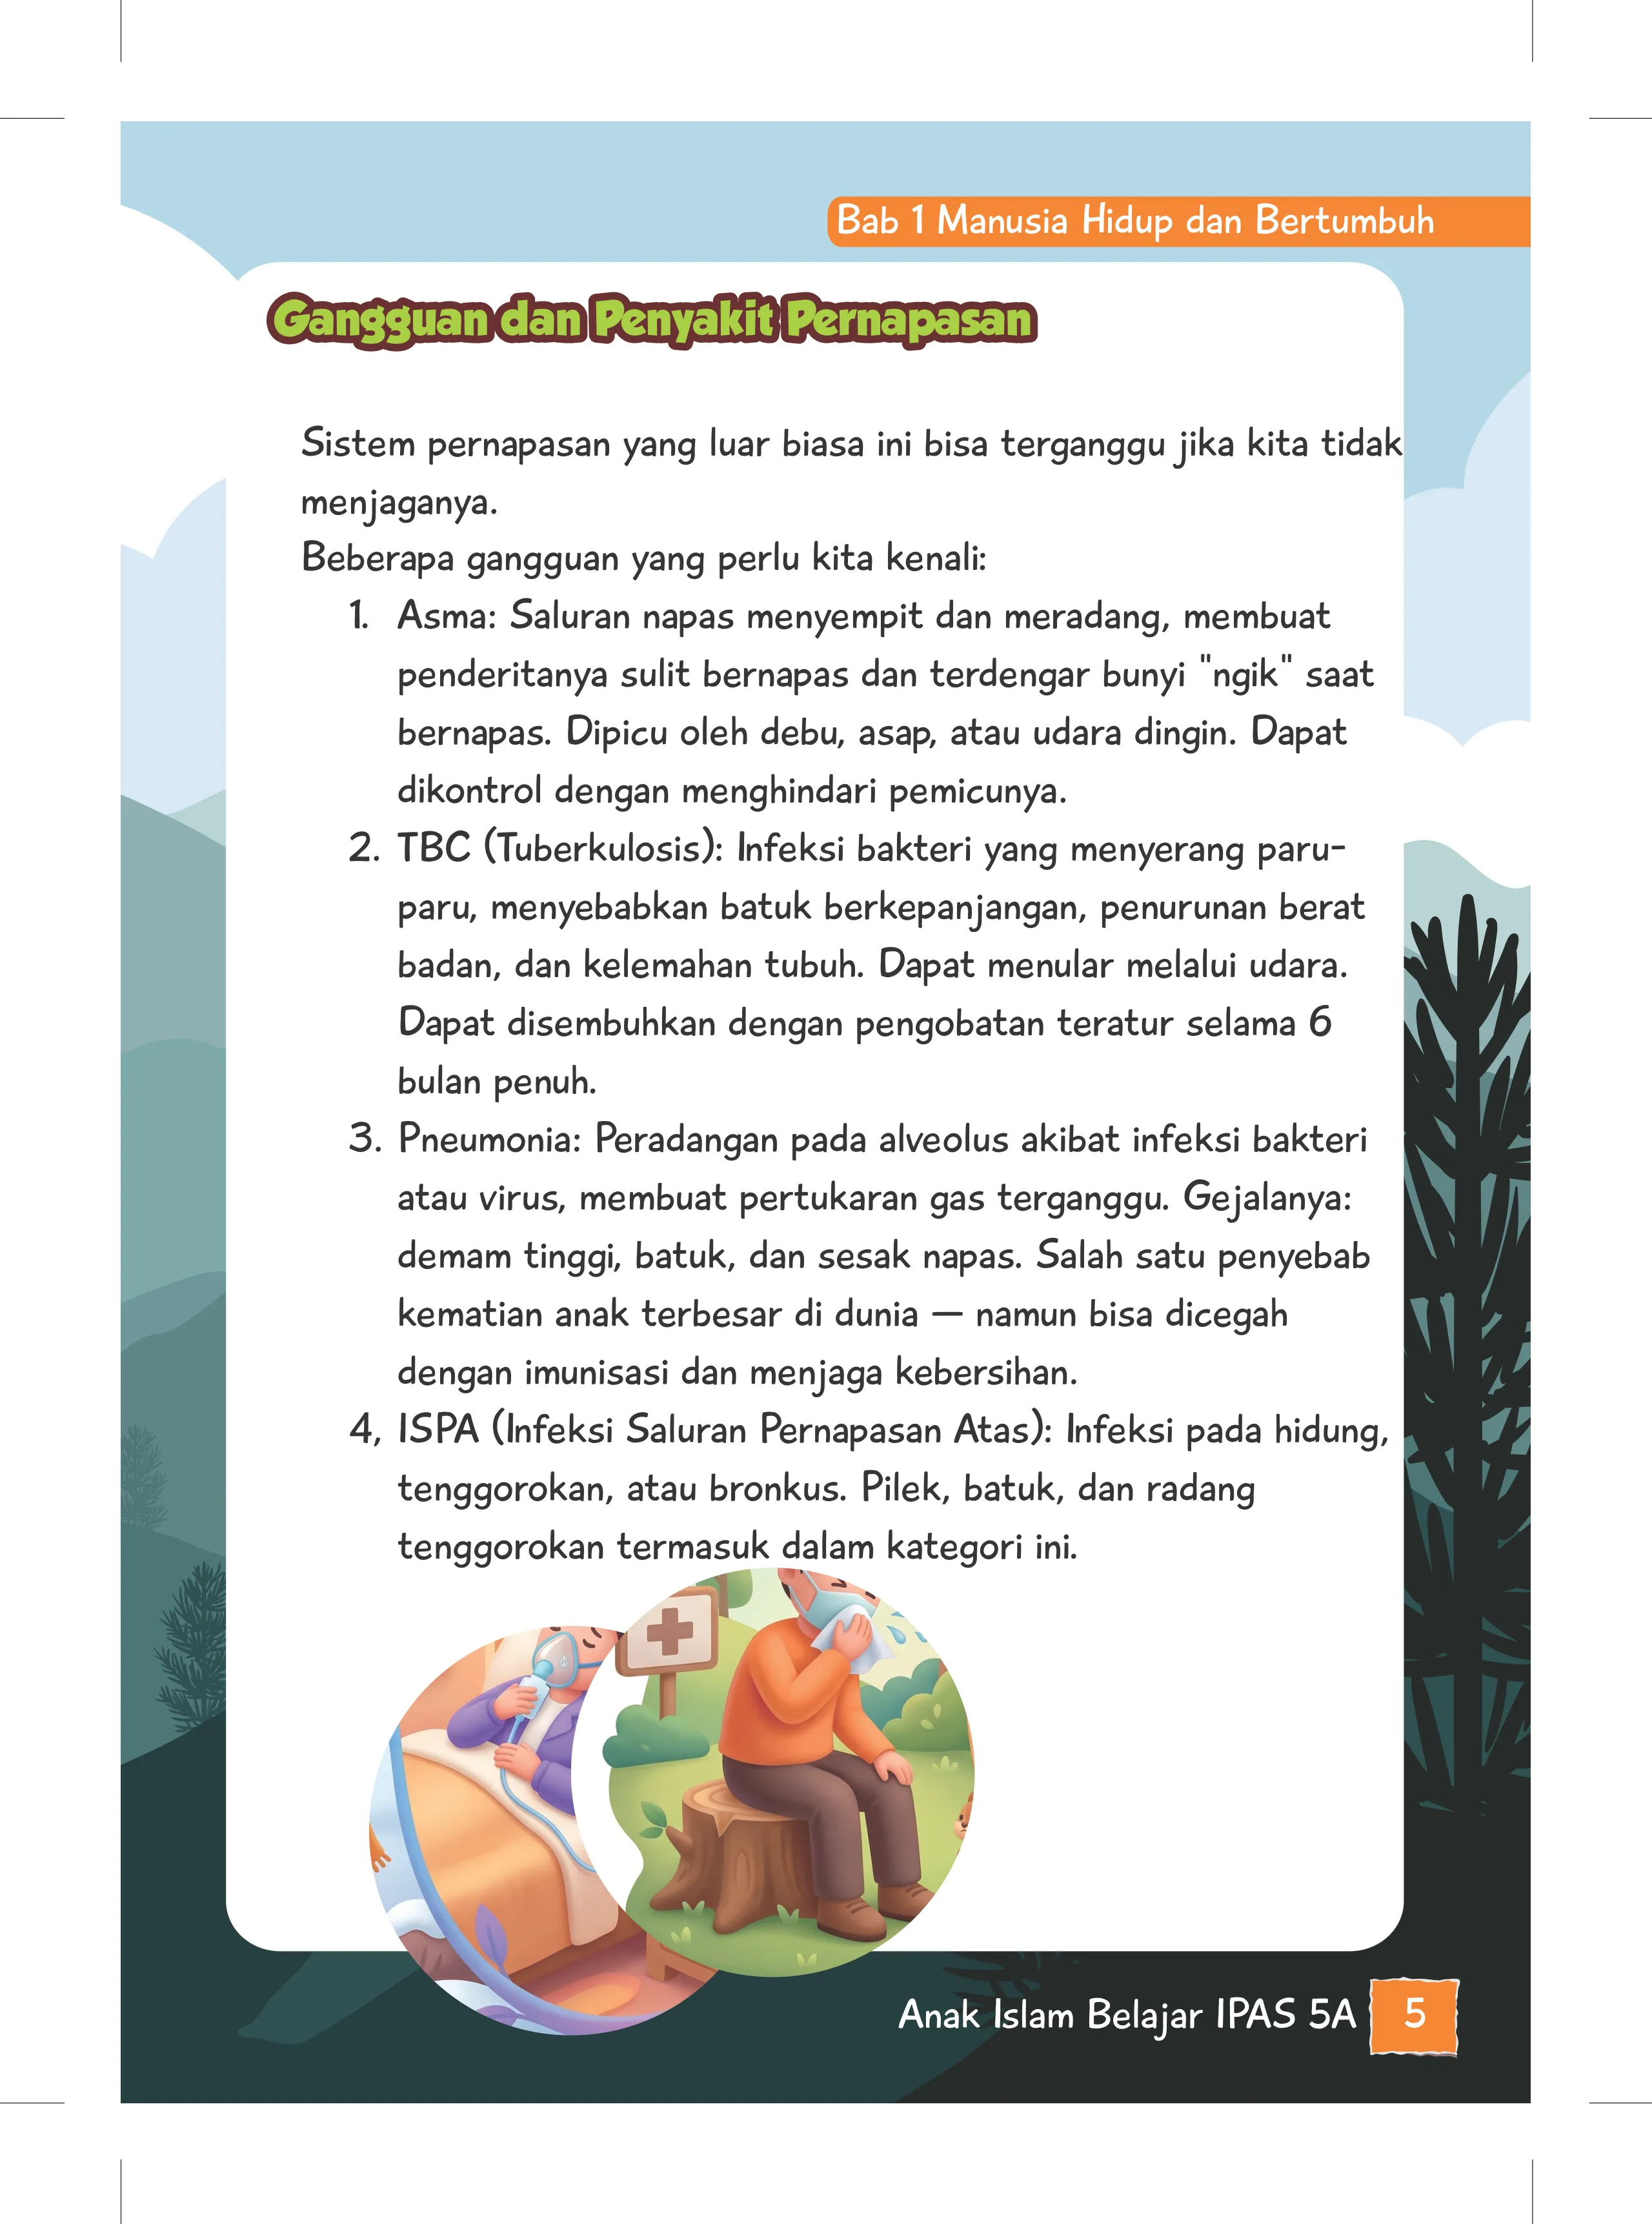 Bab 1 Manusia Hidup dan Bertumbuh
Gangguan dan Penyakit Pernapasan
Sistem pernapasan yang luar biasa ini bisa terganggu jika kita tidak
menjaganya.
Beberapa gangguan yang perlu kita kenali:
1. Asma: Saluran napas menyempit dan meradang, membuat
penderitanya sulit bernapas dan terdengar bunyi "ngik" saat
bernapas. Dipicu oleh debu, asap, atau udara dingin. Dapat
dikontrol dengan menghindari pemicunya.
2. TBC (Tuberkulosis): Infeksi bakteri yang menyerang paru-
paru, menyebabkan batuk berkepanjangan, penurunan berat
badan, dan kelemahan tubuh. Dapat menular melalui udara.
Dapat disembuhkan dengan pengobatan teratur selama 6
bulan penuh.
3. Pneumonia: Peradangan pada alveolus akibat infeksi bakteri
atau virus, membuat pertukaran gas terganggu. Gejalanya:
demam tinggi, batuk, dan sesak napas. Salah satu penyebab
kematian anak terbesar di dunia — namun bisa dicegah
dengan imunisasi dan menjaga kebersihan.
4, ISPA (Infeksi Saluran Pernapasan Atas): Infeksi pada hidung,
tenggorokan, atau bronkus. Pilek, batuk, dan radang
tenggorokan termasuk dalam kategori ini.
Anak Islam Belajar IPAS 5A 5